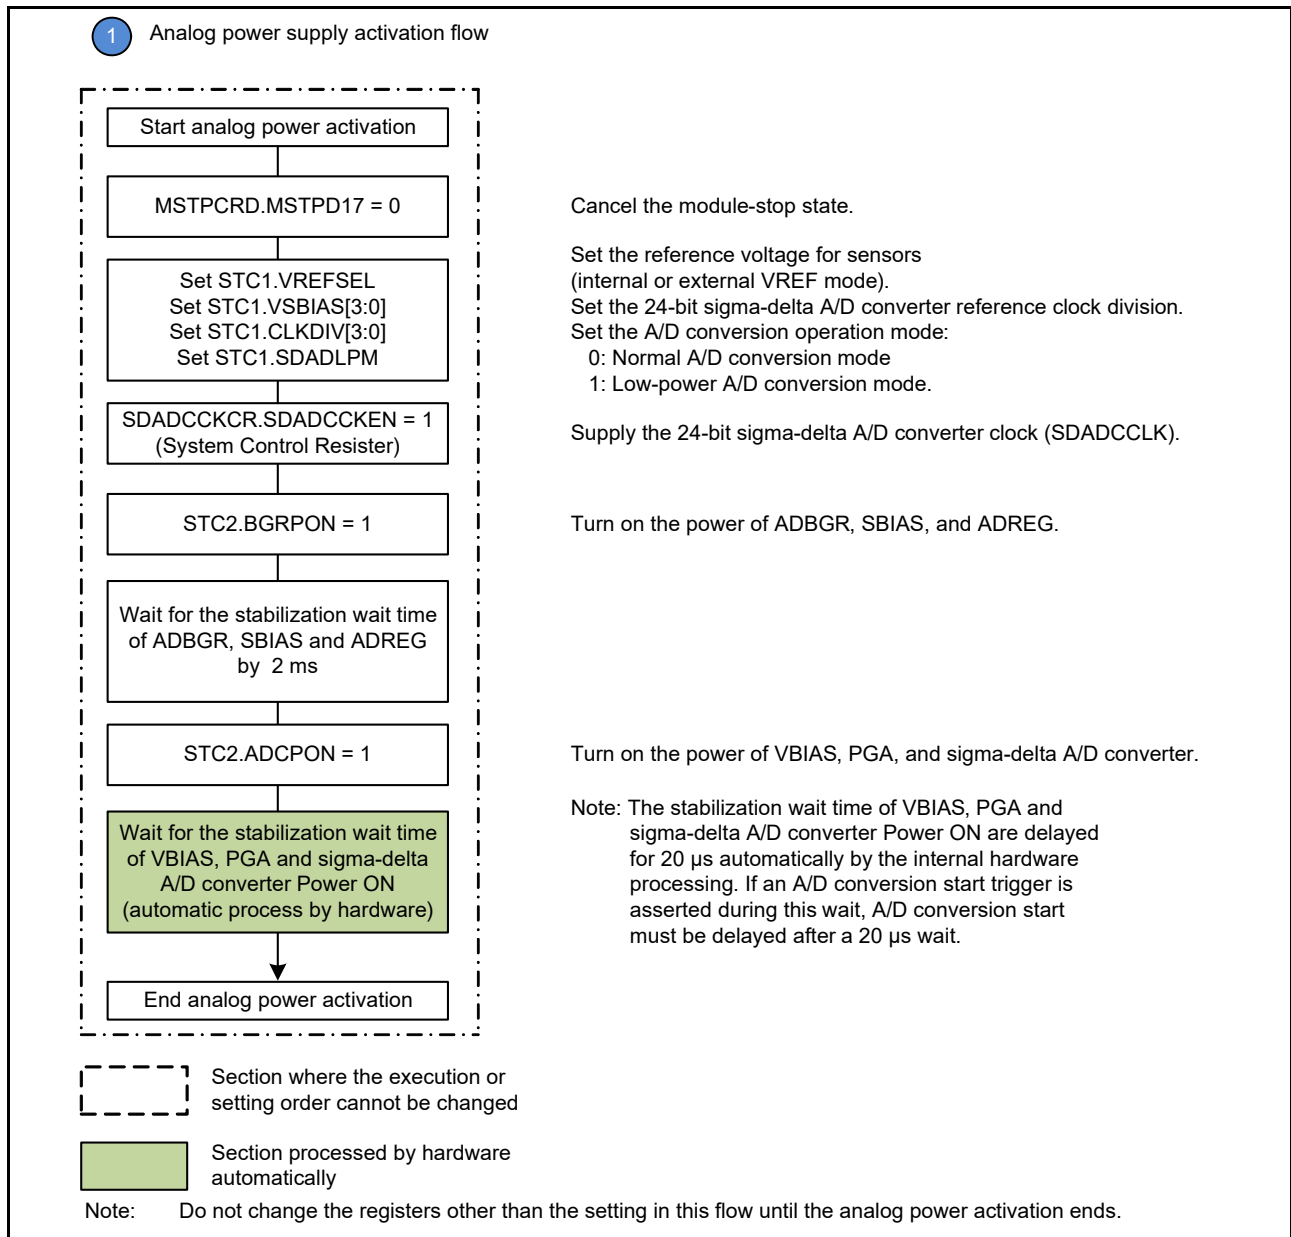 1 Analog power supply activation flow
Start analog power activation
MSTPCRD.MSTPD17 = 0
Cancel the module-stop state.
Set STC1.VREFSEL
Set STC1.VSBIAS[3:0]
Set STC1.CLKDIV[3:0]
Set STC1.SDADLPM
Set the reference voltage for sensors
(internal or external VREF mode).
Set the 24-bit sigma-delta A/D converter reference clock division.
Set the A/D conversion operation mode:
0: Normal A/D conversion mode
1: Low-power A/D conversion mode.
SDADCCKCR.SDADCCKEN = 1
(System Control Resister)
Supply the 24-bit sigma-delta A/D converter clock (SDADCCLK).
STC2.BGRPON = 1
Turn on the power of ADBGR, SBIAS, and ADREG.
Wait for the stabilization wait time
of ADBGR, SBIAS and ADREG
by 2 ms
STC2.ADCPON = 1
Turn on the power of VBIAS, PGA, and sigma-delta A/D converter.
Wait for the stabilization wait time
of VBIAS, PGA and sigma-delta
A/D converter Power ON
(automatic process by hardware)
Note: The stabilization wait time of VBIAS, PGA and
sigma-delta A/D converter Power ON are delayed
for 20 µs automatically by the internal hardware
processing. If an A/D conversion start trigger is
asserted during this wait, A/D conversion start
must be delayed after a 20 µs wait.
End analog power activation
Section where the execution or
setting order cannot be changed
Section processed by hardware
automatically
Note: Do not change the registers other than the setting in this flow until the analog power activation ends.